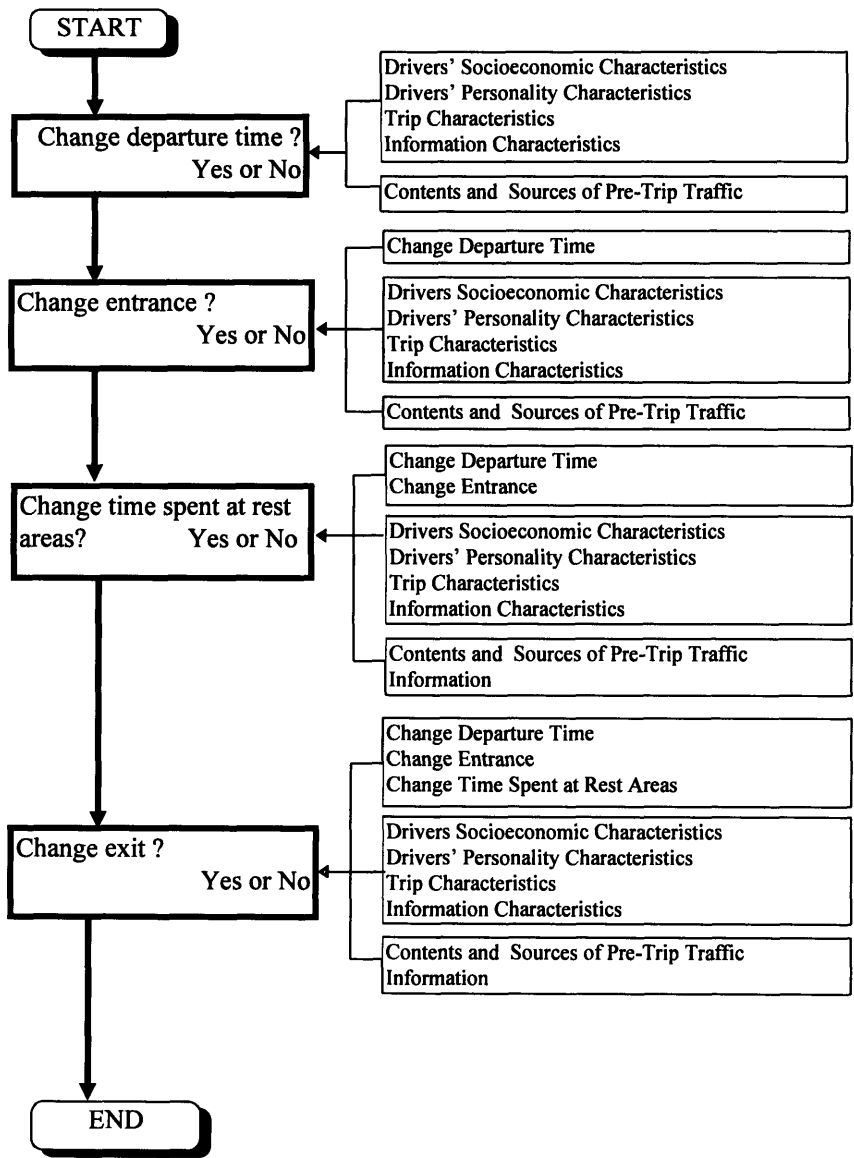 START
Drivers' Socioeconomic Characteristics
Drivers' Personality Characteristics
Trip Characteristics
Information Characteristics
Change departure time ?
Yes or No
Contents and Sources of Pre-Trip Traffic
Change Departure Time
Change entrance ?
Yes or No
Drivers Socioeconomic Characteristics
Drivers' Personality Characteristics
Trip Characteristics
Information Characteristics
Contents and Sources of Pre-Trip Traffic
Change Departure Time
Change Entrance
Change time spent at rest
areas? Yes or No
Drivers Socioeconomic Characteristics
Drivers' Personality Characteristics
Trip Characteristics
Information Characteristics
Contents and Sources of Pre-Trip Traffic
Information
Change Departure Time
Change Entrance
Change Time Spent at Rest Areas
Change exit ?
Yes or No
Drivers Socioeconomic Characteristics
Drivers' Personality Characteristics
Trip Characteristics
Information Characteristics
Contents and Sources of Pre-Trip Traffic
Information
END